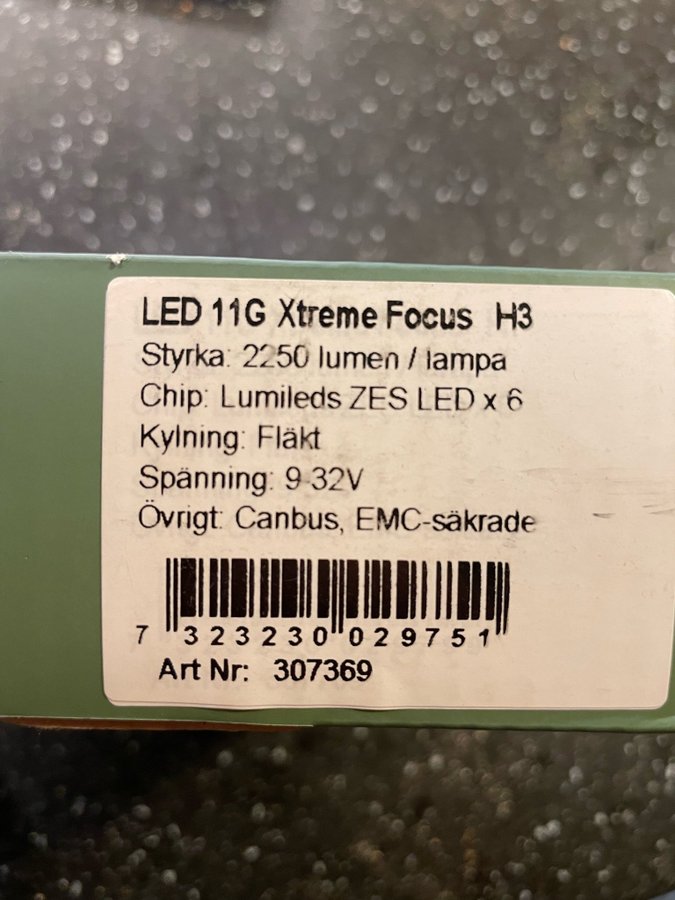 LED 11G Xtreme Focus H3
Styrka: 2250 lumen / lampa
Chip: Lumileds ZES LED x 6
Kylning: Fläkt
Spänning: 9-32V
Övrigt: Canbus, EMC-säkrade
7 323230 029751
Art Nr: 307369